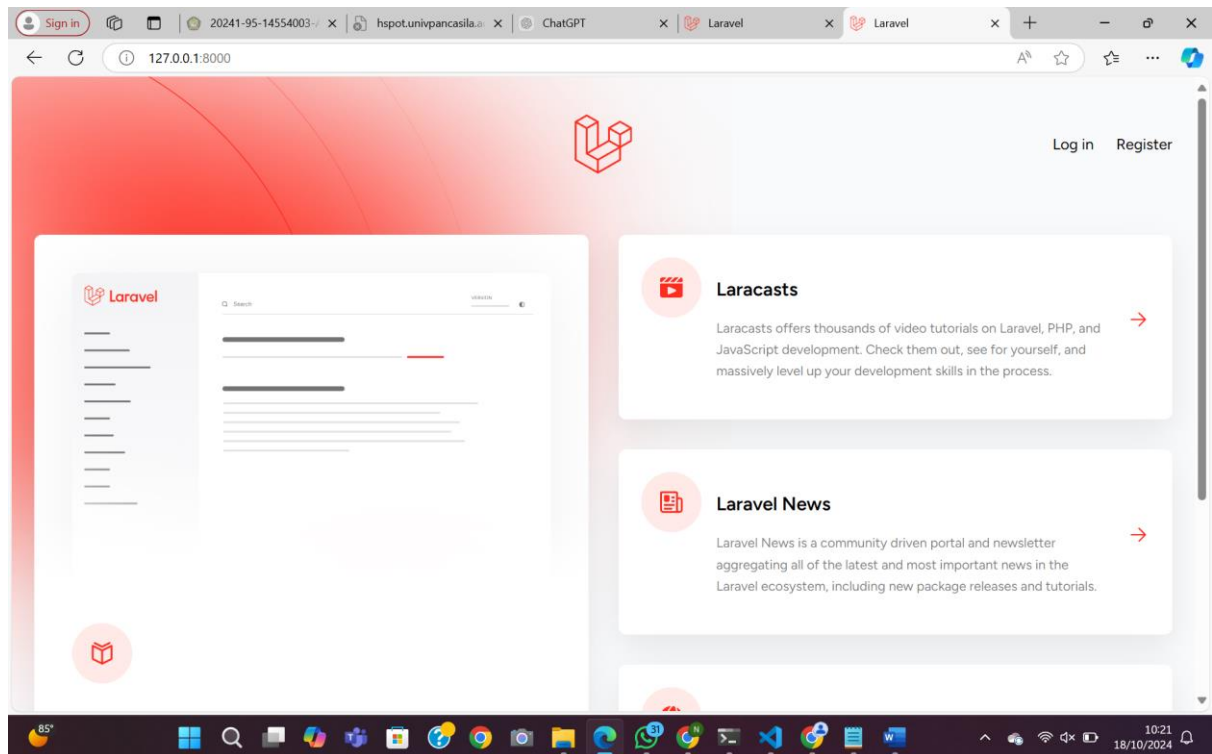 Sign in
20241-95-14554003-/
hspot.univpancasila.a
ChatGPT
Laravel
Laravel
127.0.0.1:8000
Log in Register
Laravel
Search
VERSION
Laracasts
Laracasts offers thousands of video tutorials on Laravel, PHP, and
JavaScript development. Check them out, see for yourself, and
massively level up your development skills in the process.
Laravel News
Laravel News is a community driven portal and newsletter
aggregating all of the latest and most important news in the
Laravel ecosystem, including new package releases and tutorials.
85°
31
10:21
18/10/2024